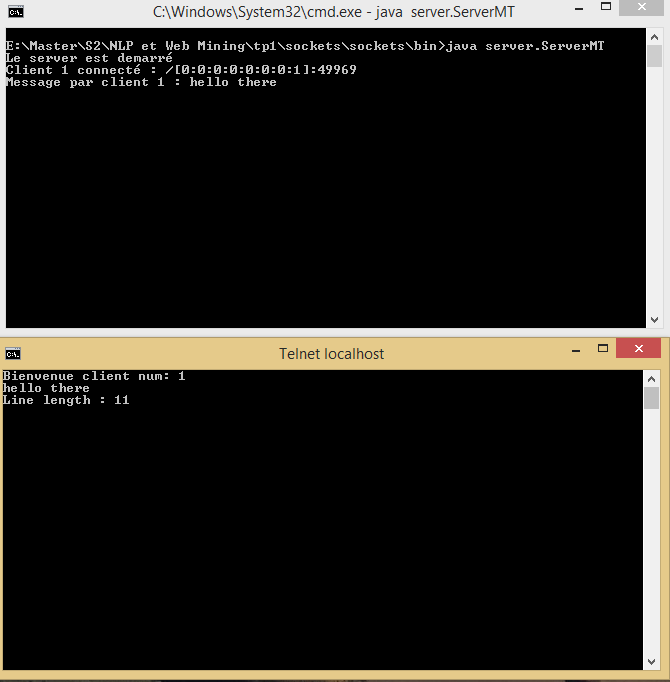 C:\Windows\System32\cmd.exe - java  server.ServerMT
E:\Master\S2\NLP et Web Mining\tp1\sockets\sockets\bin>java server.ServerMT
Le server est demarré
Client 1 connecté : /[0:0:0:0:0:0:0:1]:49969
Message par client 1 : hello there
Telnet localhost
Bienvenue client num: 1
hello there
Line length : 11